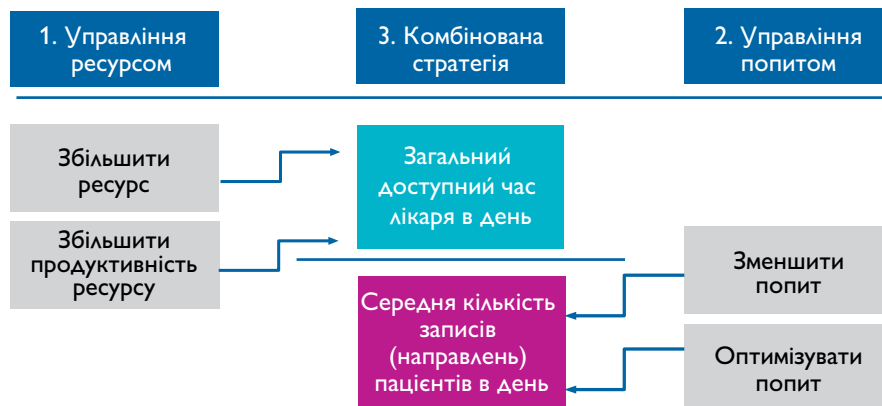 1. Управління
ресурсом
3. Комбінована
стратегія
2. Управління
попитом
Збільшити
ресурс
Загальний
доступний час
лікаря в день
Збільшити
продуктивність
ресурсу
Зменшити
попит
Середня кількість
записів
(направлень)
пацієнтів в день
Оптимізувати
попит